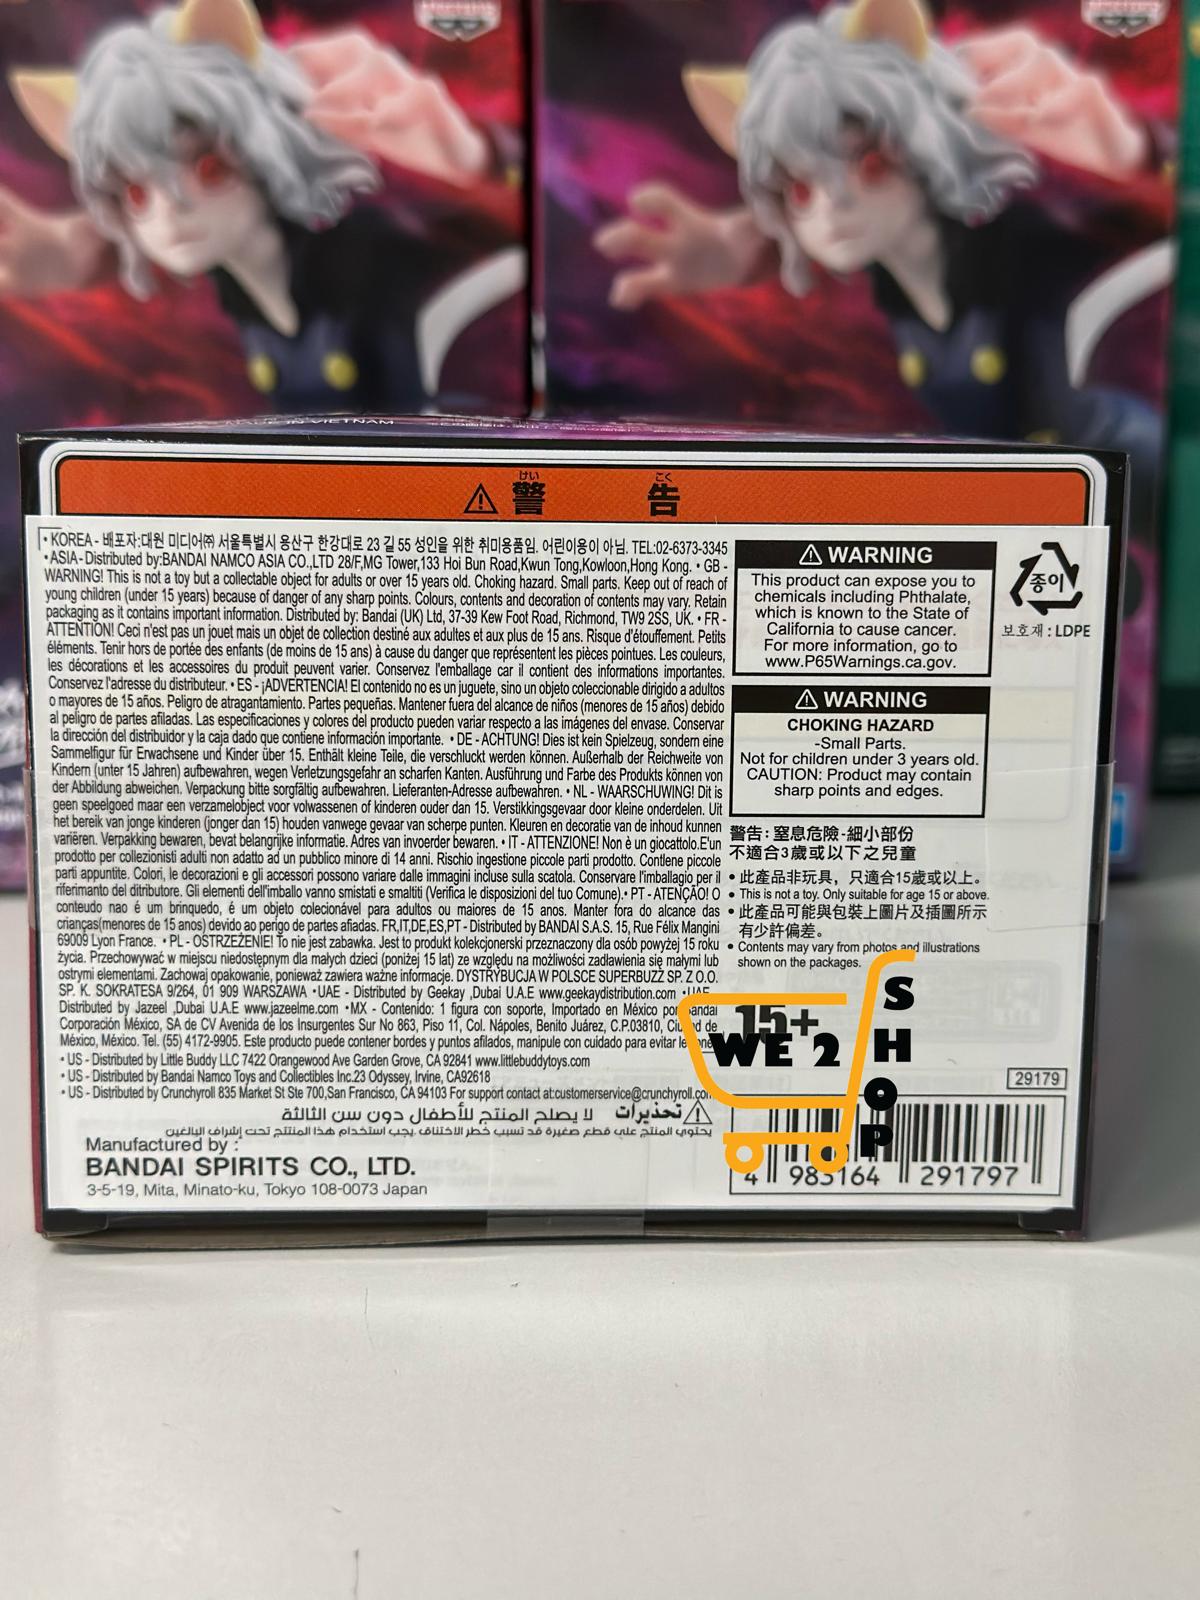 MADE IN VIETNAM
けい こく
⚠ 警 告
• KOREA - 배포자:대원 미디어㈜ 서울특별시 용산구 한강대로 23 길 55 성인을 위한 취미용품임. 어린이용이 아님. TEL:02-6373-3345
• ASIA - Distributed by:BANDAI NAMCO ASIA CO.,LTD 28/F,MG Tower,133 Hoi Bun Road,Kwun Tong,Kowloon,Hong Kong. • GB -
WARNING! This is not a toy but a collectable object for adults or over 15 years old. Choking hazard. Small parts. Keep out of reach of
young children (under 15 years) because of danger of any sharp points. Colours, contents and decoration of contents may vary. Retain
packaging as it contains important information. Distributed by: Bandai (UK) Ltd, 37-39 Kew Foot Road, Richmond, TW9 2SS, UK. • FR -
ATTENTION! Ceci n'est pas un jouet mais un objet de collection destiné aux adultes et aux plus de 15 ans. Risque d'étouffement. Petits
éléments. Tenir hors de portée des enfants (de moins de 15 ans) à cause du danger que représentent les pièces pointues. Les couleurs,
les décorations et les accessoires du produit peuvent varier. Conservez l'emballage car il contient des informations importantes.
Conservez l'adresse du distributeur. • ES - ¡ADVERTENCIA! El contenido no es un juguete, sino un objeto coleccionable dirigido a adultos
o mayores de 15 años. Peligro de atragantamiento. Partes pequeñas. Mantener fuera del alcance de niños (menores de 15 años) debido
al peligro de partes afiladas. Las especificaciones y colores del producto pueden variar respecto a las imágenes del envase. Conservar
la dirección del distribuidor y la caja dado que contiene información importante. • DE - ACHTUNG! Dies ist kein Spielzeug, sondern eine
Sammelfigur für Erwachsene und Kinder über 15. Enthält kleine Teile, die verschluckt werden können. Außerhalb der Reichweite von
Kindern (unter 15 Jahren) aufbewahren, wegen Verletzungsgefahr an scharfen Kanten. Ausführung und Farbe des Produkts können von
der Abbildung abweichen. Verpackung bitte sorgfältig aufbewahren. Lieferanten-Adresse aufbewahren. • NL - WAARSCHUWING! Dit is
geen speelgoed maar een verzamelobject voor volwassenen of kinderen ouder dan 15. Verstikkingsgevaar door kleine onderdelen. Uit
het bereik van jonge kinderen (jonger dan 15) houden vanwege gevaar van scherpe punten. Kleuren en decoratie van de inhoud kunnen
variëren. Verpakking bewaren, bevat belangrijke informatie. Adres van invoerder bewaren. • IT - ATTENZIONE! Non è un giocattolo.E'un
prodotto per collezionisti adulti non adatto ad un pubblico minore di 14 anni. Rischio ingestione piccole parti prodotto. Contiene piccole
parti appuntite. Colori, le decorazioni e gli accessori possono variare dalle immagini incluse sulla scatola. Conservare l'imballagio per il
riferimento del ditributore. Gli elementi dell'imballo vanno smistati e smaltiti (Verifica le disposizioni del tuo Comune).• PT - ATENÇÃO! O
conteudo nao é um brinquedo, é um objeto colecionável para adultos ou maiores de 15 anos. Manter fora do alcance das
crianças(menores de 15 anos) devido ao perigo de partes afiadas. FR,IT,DE,ES,PT - Distributed by BANDAI S.A.S. 15, Rue Félix Mangini
69009 Lyon France. • PL - OSTRZEŻENIE! To nie jest zabawka. Jest to produkt kolekcjonerski przeznaczony dla osób powyżej 15 roku
życia. Przechowywać w miejscu niedostępnym dla małych dzieci (poniżej 15 lat) ze względu na możliwości zadławienia się małymi lub
ostrymi elementami. Zachowaj opakowanie, ponieważ zawiera ważne informacje. DYSTRYBUCJA W POLSCE SUPERBUZZ SP. Z O.O.
SP. K. SOKRATESA 9/264, 01 909 WARSZAWA •UAE - Distributed by Geekay ,Dubai U.A.E www.geekaydistribution.com •UAE
Distributed by Jazeel ,Dubai U.A.E www.jazeelme.com •MX - Contenido: 1 figura con soporte, Importado en México por Bandai
Corporación México, SA de CV Avenida de los Insurgentes Sur No 863, Piso 11, Col. Nápoles, Benito Juárez, C.P.03810, Ciudad de
México, México. Tel. (55) 4172-9905. Este producto puede contener bordes y puntos afilados, manipule con cuidado para evitar
• US - Distributed by Little Buddy LLC 7422 Orangewood Ave Garden Grove, CA 92841 www.littlebuddytoys.com
• US - Distributed by Bandai Namco Toys and Collectibles Inc.23 Odyssey, Irvine, CA92618
• US - Distributed by Crunchyroll 835 Market St Ste 700,San Francisco, CA 94103 For support contact at:customerservice@crunchyroll.com
⚠ تحذيرات لا يصلح المنتج للأطفال دون سن الثالثة
يحتوي المنتج على قطع صغيرة قد تسبب خطر الاختناق. يجب استخدام هذا المنتج تحت إشراف البالغين
Manufactured by :
BANDAI SPIRITS CO., LTD.
3-5-19, Mita, Minato-ku, Tokyo 108-0073 Japan
⚠ WARNING
This product can expose you to
chemicals including Phthalate,
which is known to the State of
California to cause cancer.
For more information, go to
www.P65Warnings.ca.gov.
종이
보호재 : LDPE
⚠ WARNING
CHOKING HAZARD
-Small Parts.
Not for children under 3 years old.
CAUTION: Product may contain
sharp points and edges.
警告: 窒息危險-細小部份
不適合3歲或以下之兒童
• 此產品非玩具，只適合15歲或以上。
• This is not a toy. Only suitable for age 15 or above.
• 此產品可能與包裝上圖片及插圖所示
有少許偏差。
• Contents may vary from photos and illustrations
shown on the packages.
15+
WE 2
SHOP
29179
4 983164 291797